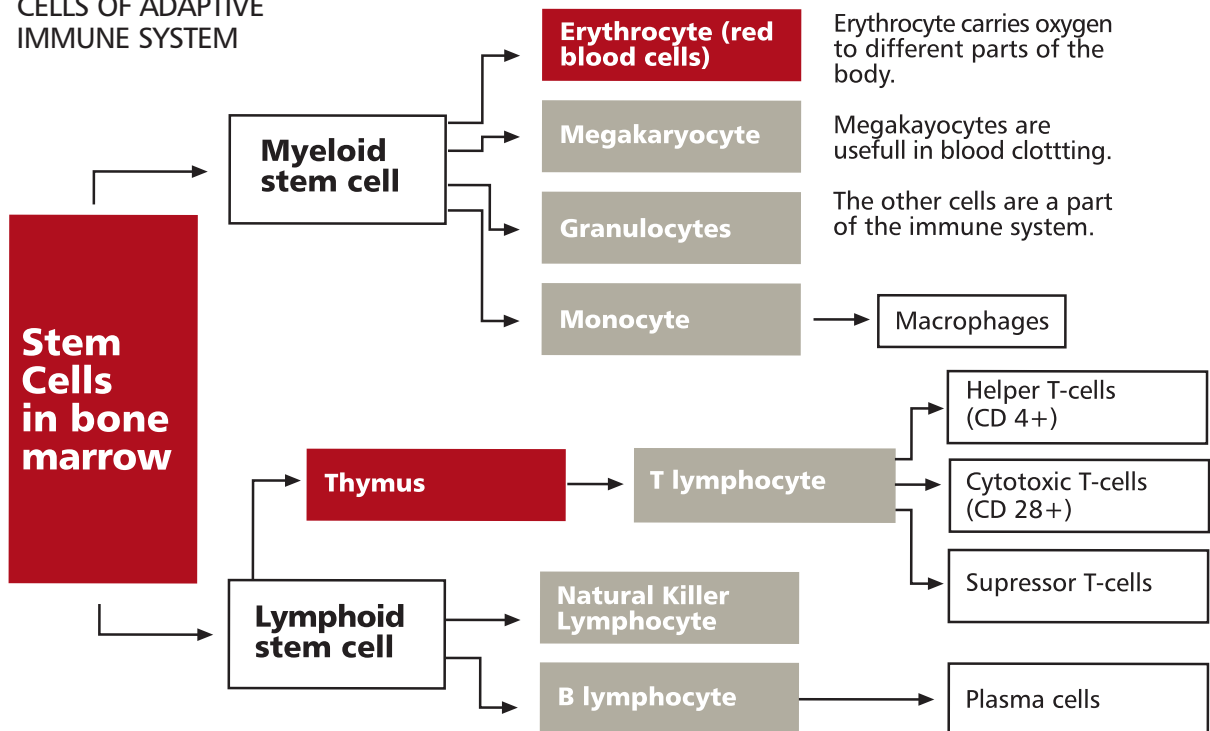 CELLS OF ADAPTIVE
IMMUNE SYSTEM
Erythrocyte (red
blood cells)
Erythrocyte carries oxygen
to different parts of the
body.
Megakaryocyte
Megakayocytes are
usefull in blood clottting.
Myeloid
stem cell
Granulocytes
The other cells are a part
of the immune system.
Monocyte
Macrophages
Stem
Cells
in bone
marrow
Thymus
T lymphocyte
Helper T-cells
(CD 4+)
Cytotoxic T-cells
(CD 28+)
Supressor T-cells
Lymphoid
stem cell
Natural Killer
Lymphocyte
B lymphocyte
Plasma cells